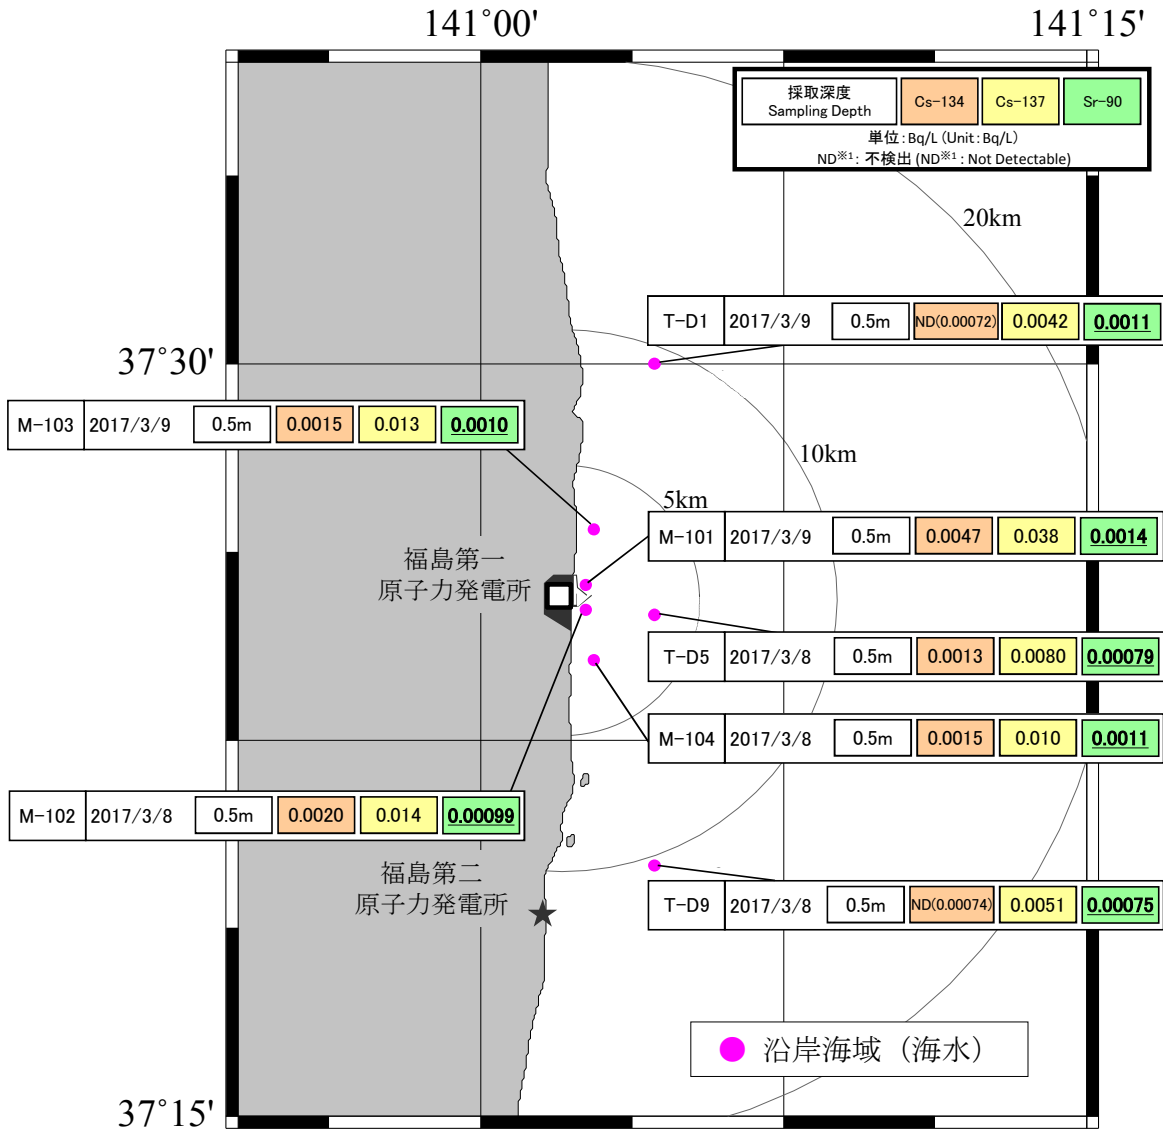 141°00'
141°15'
採取深度
Sampling Depth
Cs-134
Cs-137
Sr-90
単位:Bq/L (Unit:Bq/L)
ND※1: 不検出 (ND※1: Not Detectable)
20km
T-D1 2017/3/9 0.5m ND(0.00072) 0.0042 0.0011
37°30'
M-103 2017/3/9 0.5m 0.0015 0.013 0.0010
10km
5km
M-101 2017/3/9 0.5m 0.0047 0.038 0.0014
福島第一
原子力発電所
T-D5 2017/3/8 0.5m 0.0013 0.0080 0.00079
M-104 2017/3/8 0.5m 0.0015 0.010 0.0011
M-102 2017/3/8 0.5m 0.0020 0.014 0.00099
福島第二
原子力発電所
T-D9 2017/3/8 0.5m ND(0.00074) 0.0051 0.00075
沿岸海域（海水）
37°15'